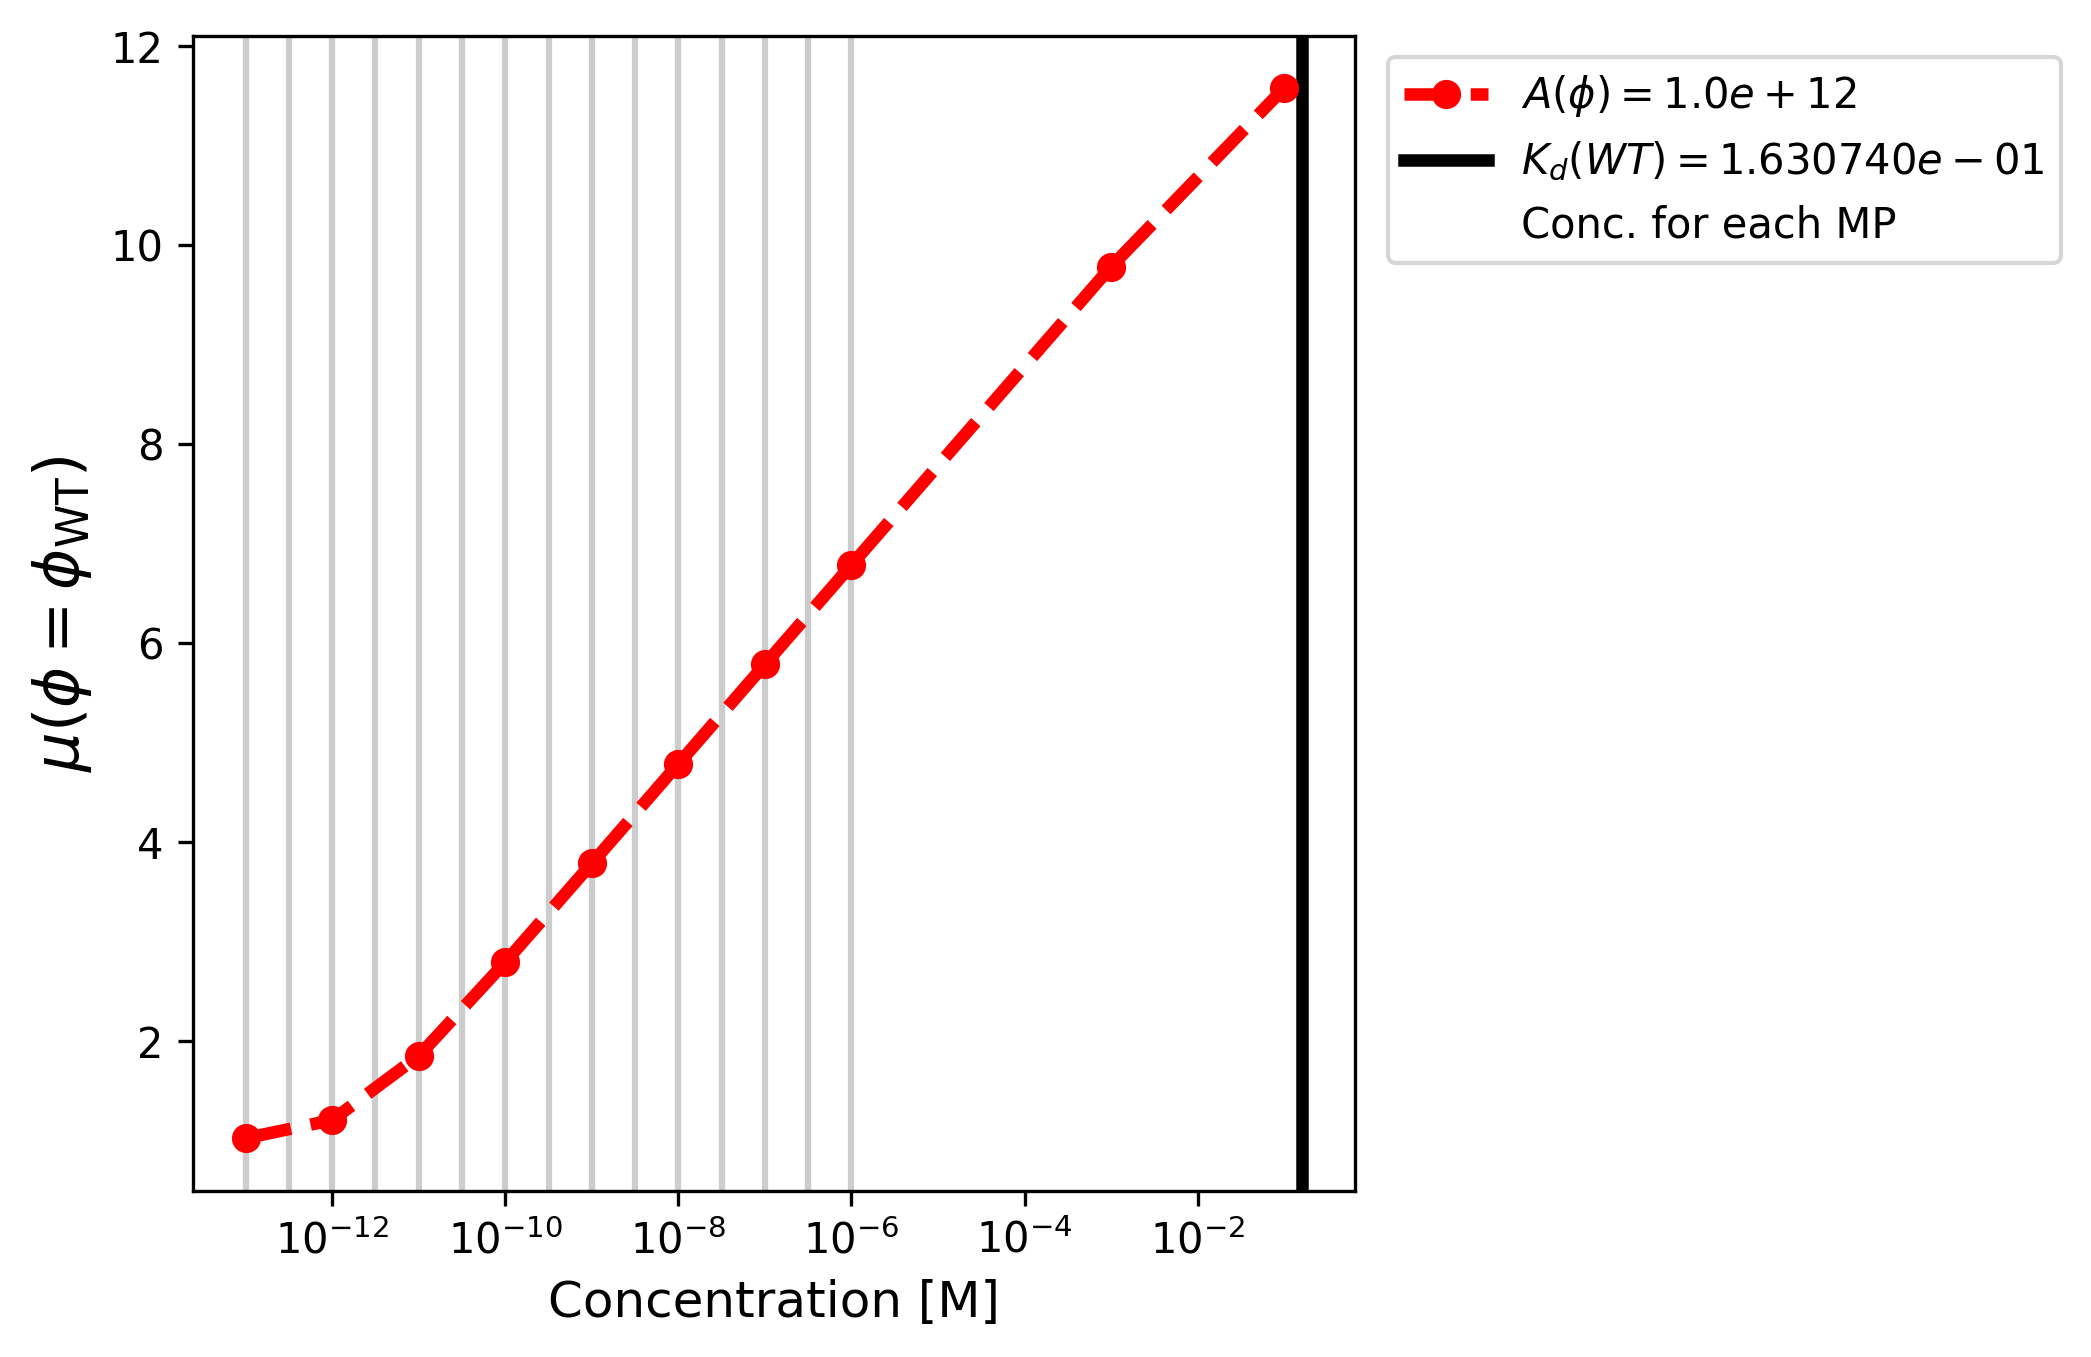 12
10
8
6
4
2
μ(ϕ = ϕ_WT)
10⁻¹² 10⁻¹⁰ 10⁻⁸ 10⁻⁶ 10⁻⁴ 10⁻²
Concentration [M]
A(ϕ) = 1.0e + 12
K_d(WT) = 1.630740e − 01
Conc. for each MP